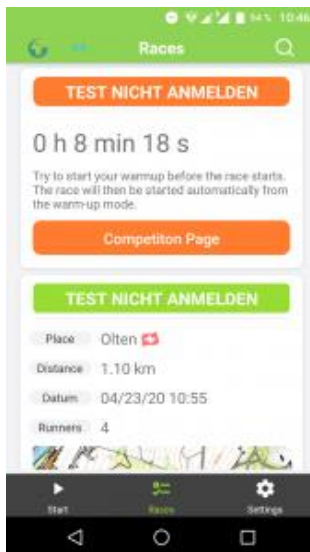 54% 10:46
Races
TEST NICHT ANMELDEN
0 h 8 min 18 s
Try to start your warmup before the race starts.
The race will then be started automatically from
the warm-up mode.
Competiton Page
TEST NICHT ANMELDEN
Place Olten
Distance 1.10 km
Datum 04/23/20 10:55
Runners 4
Start Races Settings